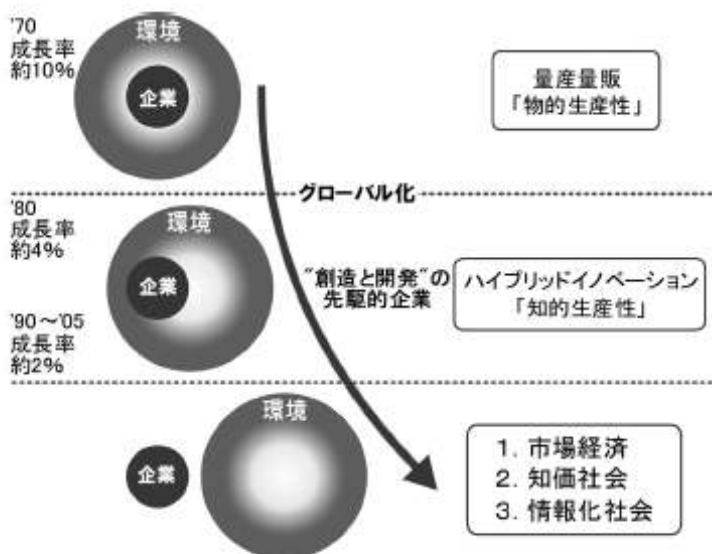 '70
成長率
約10%
環境
企業
量産量販
「物的生産性」
グローバル化
'80
成長率
約4%
環境
企業
"創造と開発"の
先駆的企業
ハイブリッドイノベーション
「知的生産性」
'90～'05
成長率
約2%
環境
企業
1. 市場経済
2. 知価社会
3. 情報化社会